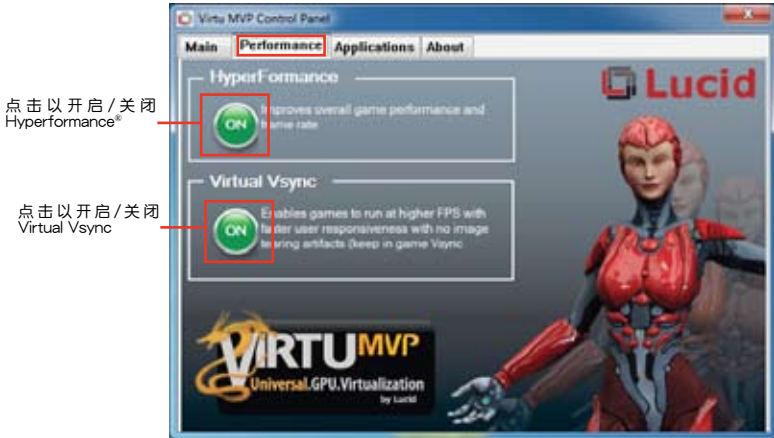 Virtu MVP Control Panel
Main Performance Applications About
点击以开启/关闭
Hyperformance®
HyperFormance
ON
Improves overall game performance and
frame rate
Lucid
点击以开启/关闭
Virtual Vsync
Virtual Vsync
ON
Enables games to run at higher FPS with
faster user responsiveness with no image
tearing artifacts (keep in game Vsync
VIRTU MVP
Universal.GPU.Virtualization
by Lucid